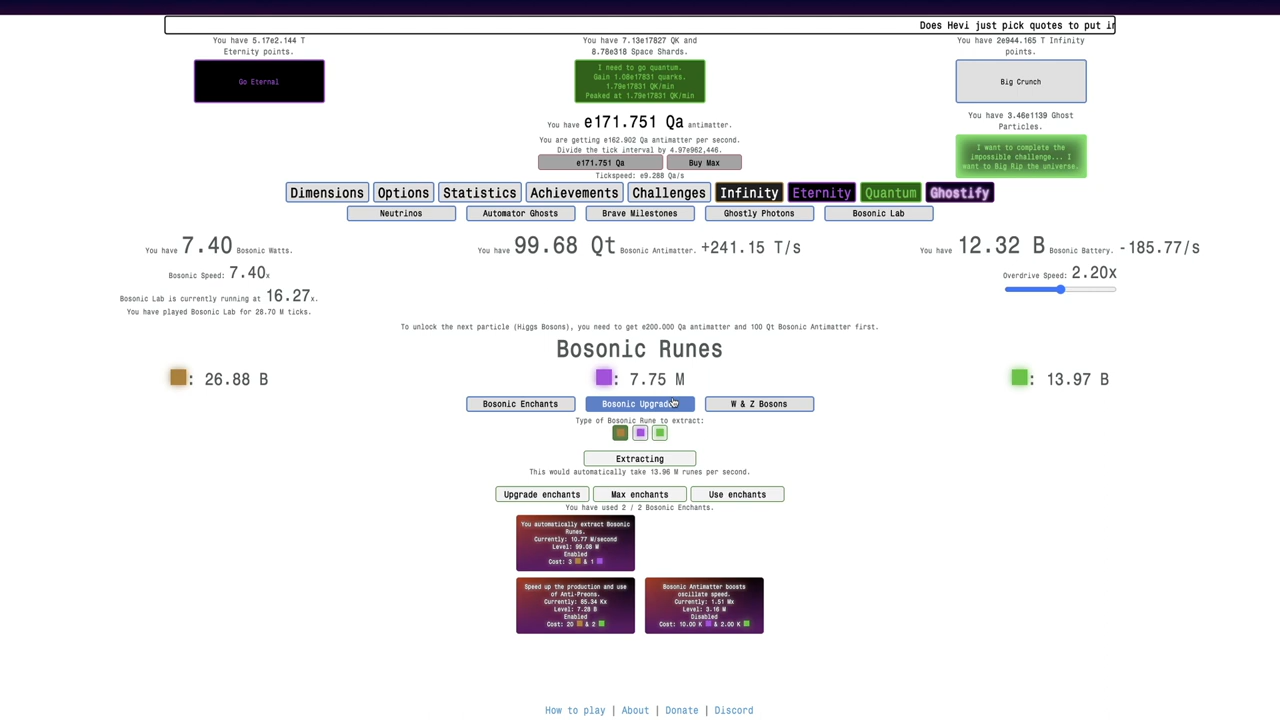 Does Hevi just pick quotes to put i
You have 5.17e2.144 T
Eternity points.
Go Eternal
You have 7.13e17827 QK and
8.78e318 Space Shards.
I need to go quantum.
Gain 1.08e17831 quarks.
1.79e17831 QK/min
Peaked at 1.79e17831 QK/min
You have 2e944.165 T Infinity
points.
Big Crunch
You have 3.46e1139 Ghost
Particles.
I want to complete the
impossible challenge... I
want to Big Rip the universe.
You have e171.751 Qa antimatter.
You are getting e162.902 Qa antimatter per second.
Divide the tick interval by 4.97e962,446.
e171.751 Qa
Buy Max
Tickspeed: e9.288 Qa/s
Dimensions
Options
Statistics
Achievements
Challenges
Infinity
Eternity
Quantum
Ghostify
Neutrinos
Automator Ghosts
Brave Milestones
Ghostly Photons
Bosonic Lab
You have 7.40 Bosonic Watts.
Bosonic Speed: 7.40x
Bosonic Lab is currently running at 16.27x.
You have played Bosonic Lab for 28.70 M ticks.
You have 99.68 Qt Bosonic Antimatter. +241.15 T/s
You have 12.32 B Bosonic Battery. -185.77/s
Overdrive Speed: 2.20x
To unlock the next particle (Higgs Bosons), you need to get e200.000 Qa antimatter and 100 Qt Bosonic Antimatter first.
Bosonic Runes
: 26.88 B
: 7.75 M
: 13.97 B
Bosonic Enchants
Bosonic Upgrade
W & Z Bosons
Type of Bosonic Rune to extract:
Extracting
This would automatically take 13.96 M runes per second.
Upgrade enchants
Max enchants
Use enchants
You have used 2 / 2 Bosonic Enchants.
You automatically extract Bosonic
Runes.
Currently: 10.77 M/second
Level: 99.08 M
Enabled
Cost: 3 & 1
Speed up the production and use
of Anti-Preons.
Currently: 85.34 Kx
Level: 7.28 B
Enabled
Cost: 20 & 2
Bosonic Antimatter boosts
oscillate speed.
Currently: 1.51 Mx
Level: 3.16 M
Disabled
Cost: 10.00 K & 2.00 K
How to play | About | Donate | Discord